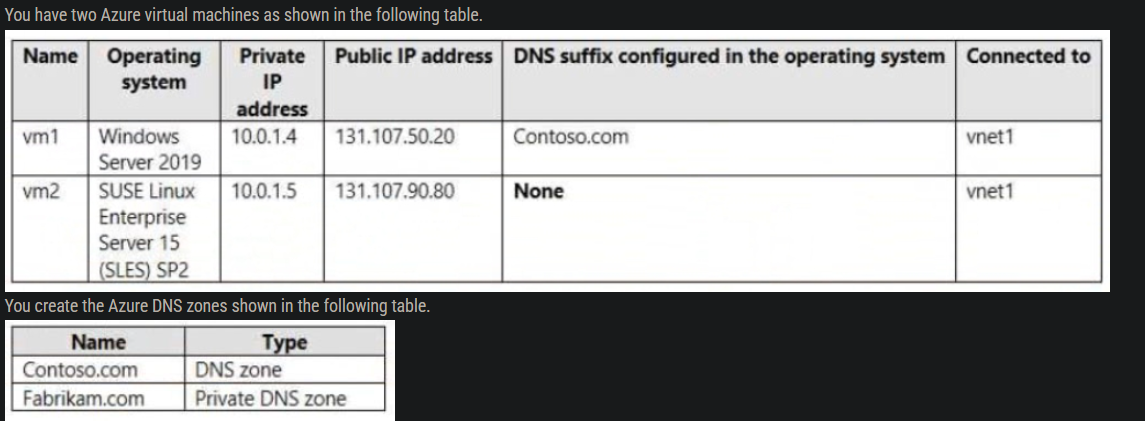 You have two Azure virtual machines as shown in the following table.
Name Operating system Private IP address Public IP address DNS suffix configured in the operating system Connected to
vm1 Windows Server 2019 10.0.1.4 131.107.50.20 Contoso.com vnet1
vm2 SUSE Linux Enterprise Server 15 (SLES) SP2 10.0.1.5 131.107.90.80 None vnet1
You create the Azure DNS zones shown in the following table.
Name Type
Contoso.com DNS zone
Fabrikam.com Private DNS zone